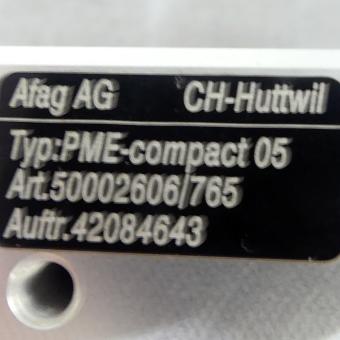 Afag AG CH-Huttwil
Typ:PME-compact 05
Art.50002606/765
Auftr.42084643